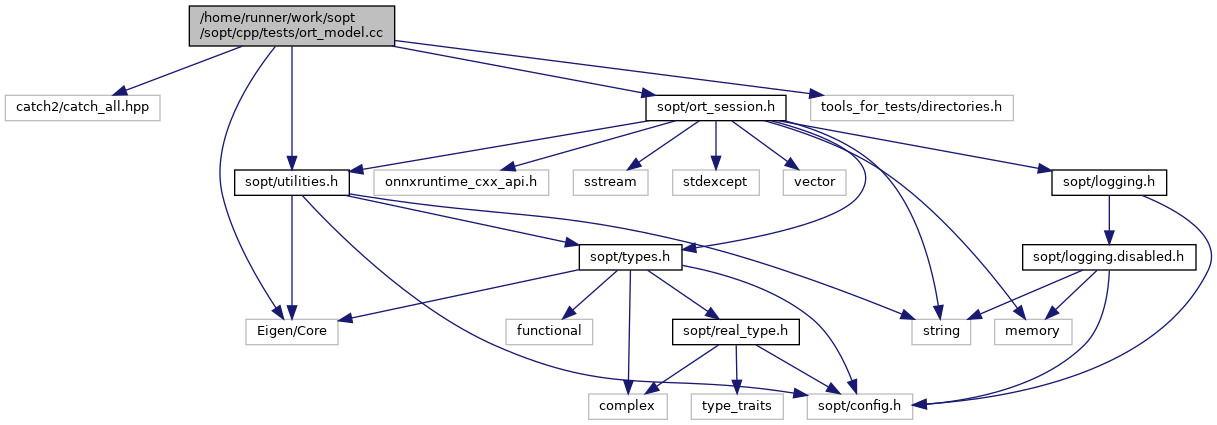 /home/runner/work/sopt
/sopt/cpp/tests/ort_model.cc
catch2/catch_all.hpp
sopt/ort_session.h
tools_for_tests/directories.h
sopt/utilities.h
onnxruntime_cxx_api.h
sstream
stdexcept
vector
sopt/logging.h
sopt/types.h
sopt/logging.disabled.h
Eigen/Core
functional
sopt/real_type.h
string
memory
complex
type_traits
sopt/config.h